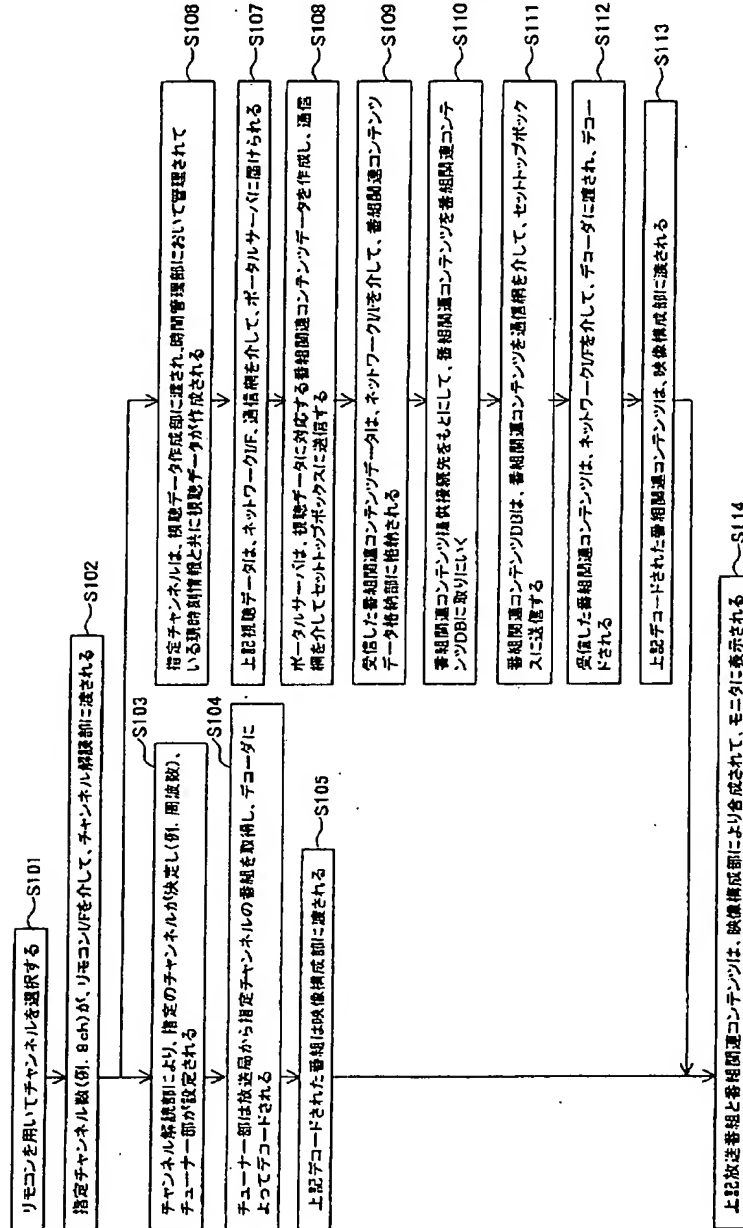 リモコンを用いてチャンネルを選択する
S101
指定チャンネル数(例. 8ch)が、リモコンI/Fを介して、チャンネル解読部に渡される
S102
チャンネル解読部により、指定のチャンネルが決定し(例. 周波数)、
チューナー部が設定される
S103
チューナー部は放送局から指定チャンネルの番組を取得し、デコーダに
よってデコードされる
S104
上記デコードされた番組は映像構成部に渡される
S105
指定チャンネルは、視聴データ作成部に渡され、時間管理部において管理されて
いる現時刻情報と共に視聴データが作成される
S108
上記視聴データは、ネットワークI/F、通信網を介して、ポータルサーバに届けられる
S107
ポータルサーバは、視聴データに対応する番組関連コンテンツデータを作成し、通信
網を介してセットトップボックスに送信する
S108
受信した番組関連コンテンツデータは、ネットワークI/Fを介して、番組関連コンテンツ
データ格納部に格納される
S109
番組関連コンテンツ提供接続先をもとにして、番組関連コンテンツを番組関連コンテ
ンツDBに取りにいく
S110
番組関連コンテンツDBは、番組関連コンテンツを通信網を介して、セットトップボック
スに送信する
S111
受信した番組関連コンテンツは、ネットワークI/Fを介して、デコーダに渡され、デコー
ドされる
S112
上記デコードされた番組関連コンテンツは、映像構成部に渡される
S113
上記放送番組と番組関連コンテンツは、映像構成部により合成されて、モニタに表示される
S114